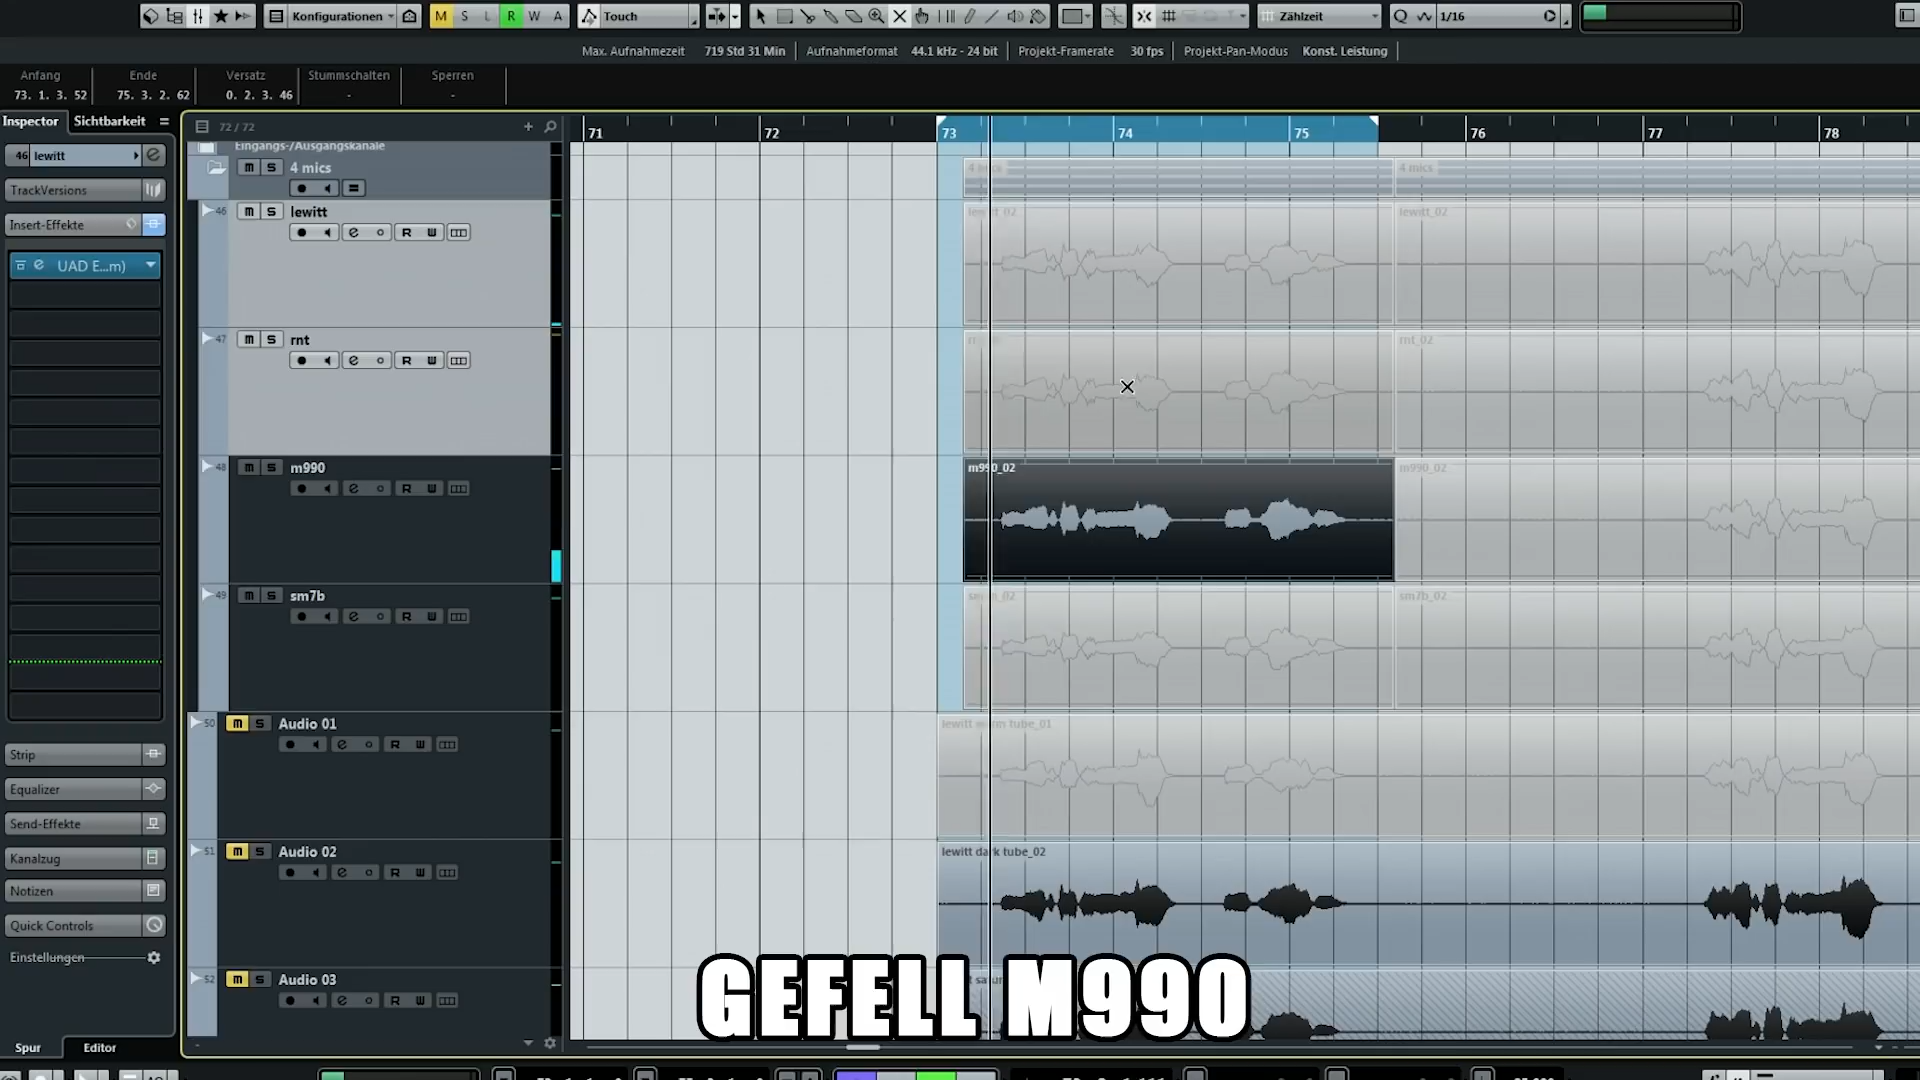 Konfigurationen
M S L R W A
Touch
Zählzeit
Q
1/16
Max. Aufnahmezeit 719 Std 31 Min Aufnahmeformat 44.1 kHz - 24 bit Projekt-Framerate 30 fps Projekt-Pan-Modus Konst. Leistung
Anfang Ende Versatz Stummschalten Sperren
73. 1. 3. 52 75. 3. 2. 62 0. 2. 3. 46 - -
Inspector Sichtbarkeit
72 / 72
71 72 73 74 75 76 77 78
Eingangs-/Ausgangskanäle
46 lewitt
m S 4 mics
4 mics
TrackVersions
46 m S lewitt
lewitt_02
R W
Insert-Effekte
UAD E...m)
47 m S rnt
rnt_02
R W
48 m S m990
m990_02 m990_02
R W
49 m S sm7b
sm7b_02
R W
50 m S Audio 01
lewitt warm tube_01
R W
Strip
Equalizer
Send-Effekte
51 m S Audio 02
lewitt dark tube_02
R W
Kanalzug
Notizen
Quick Controls
Einstellungen
52 m S Audio 03
R W
GEFELL M990
Spur Editor